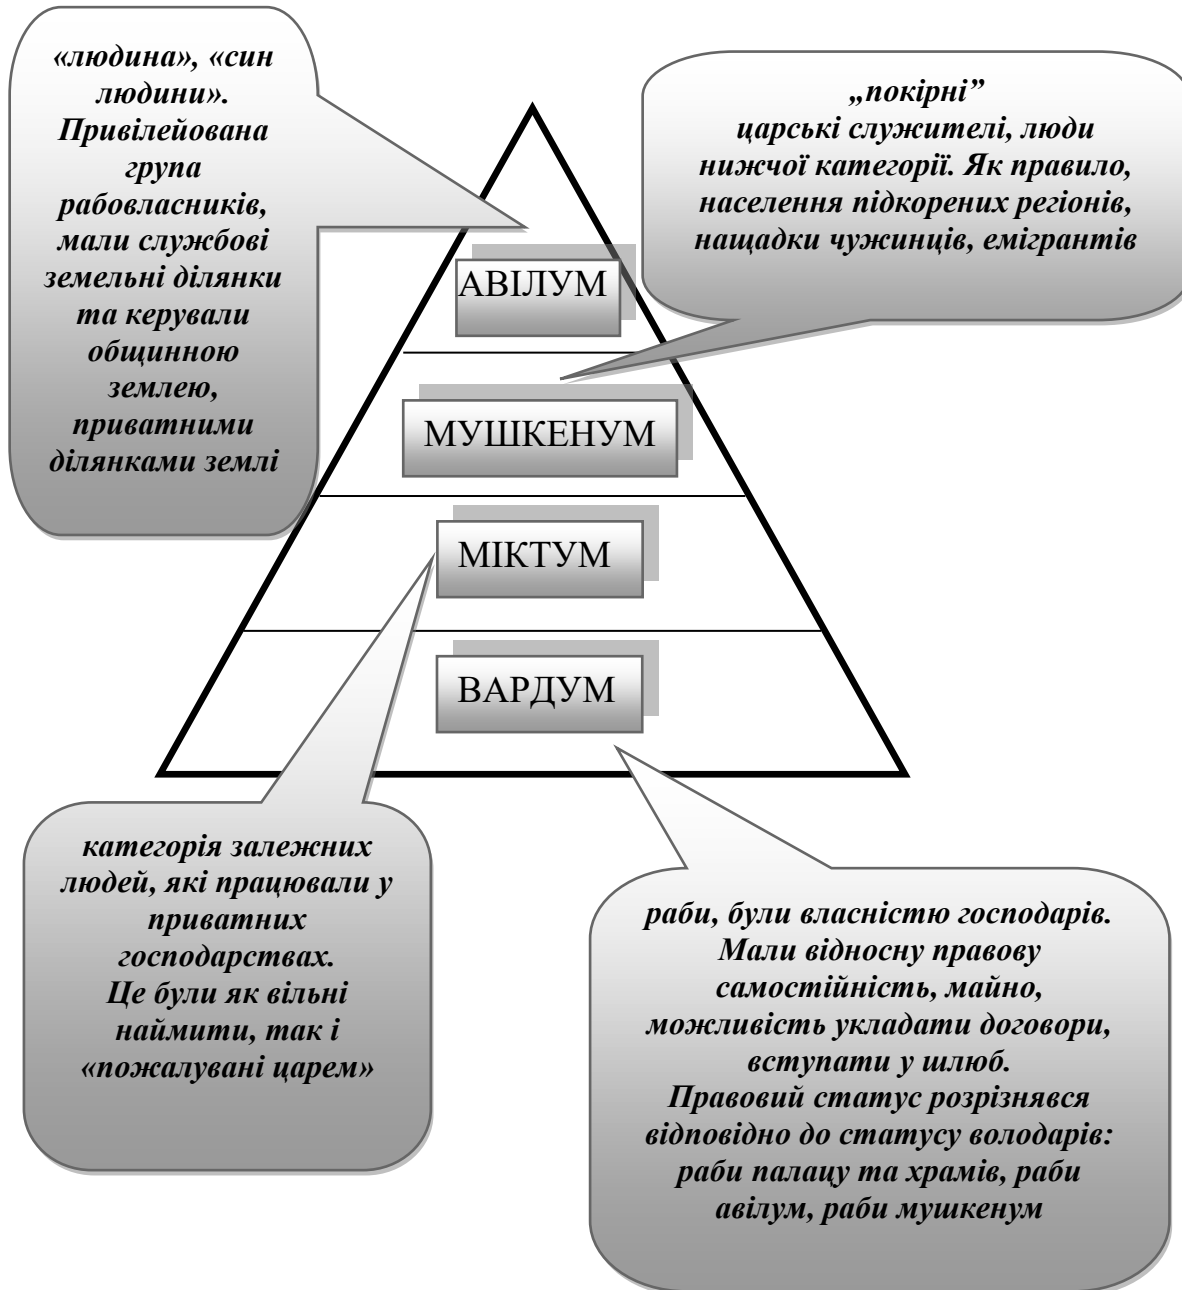 «людина», «син
людини».
Привілейована
група
рабовласників,
мали службові
земельні ділянки
та керували
общинною
землею,
приватними
ділянками землі
„покірні”
царські служителі, люди
нижчої категорії. Як правило,
населення підкорених регіонів,
нащадки чужинців, емігрантів
АВІЛУМ
МУШКЕНУМ
МІКТУМ
ВАРДУМ
категорія залежних
людей, які працювали у
приватних
господарствах.
Це були як вільні
наймити, так і
«пожалувані царем»
раби, були власністю господарів.
Мали відносну правову
самостійність, майно,
можливість укладати договори,
вступати у шлюб.
Правовий статус розрізнявся
відповідно до статусу володарів:
раби палацу та храмів, раби
авілум, раби мушкенум